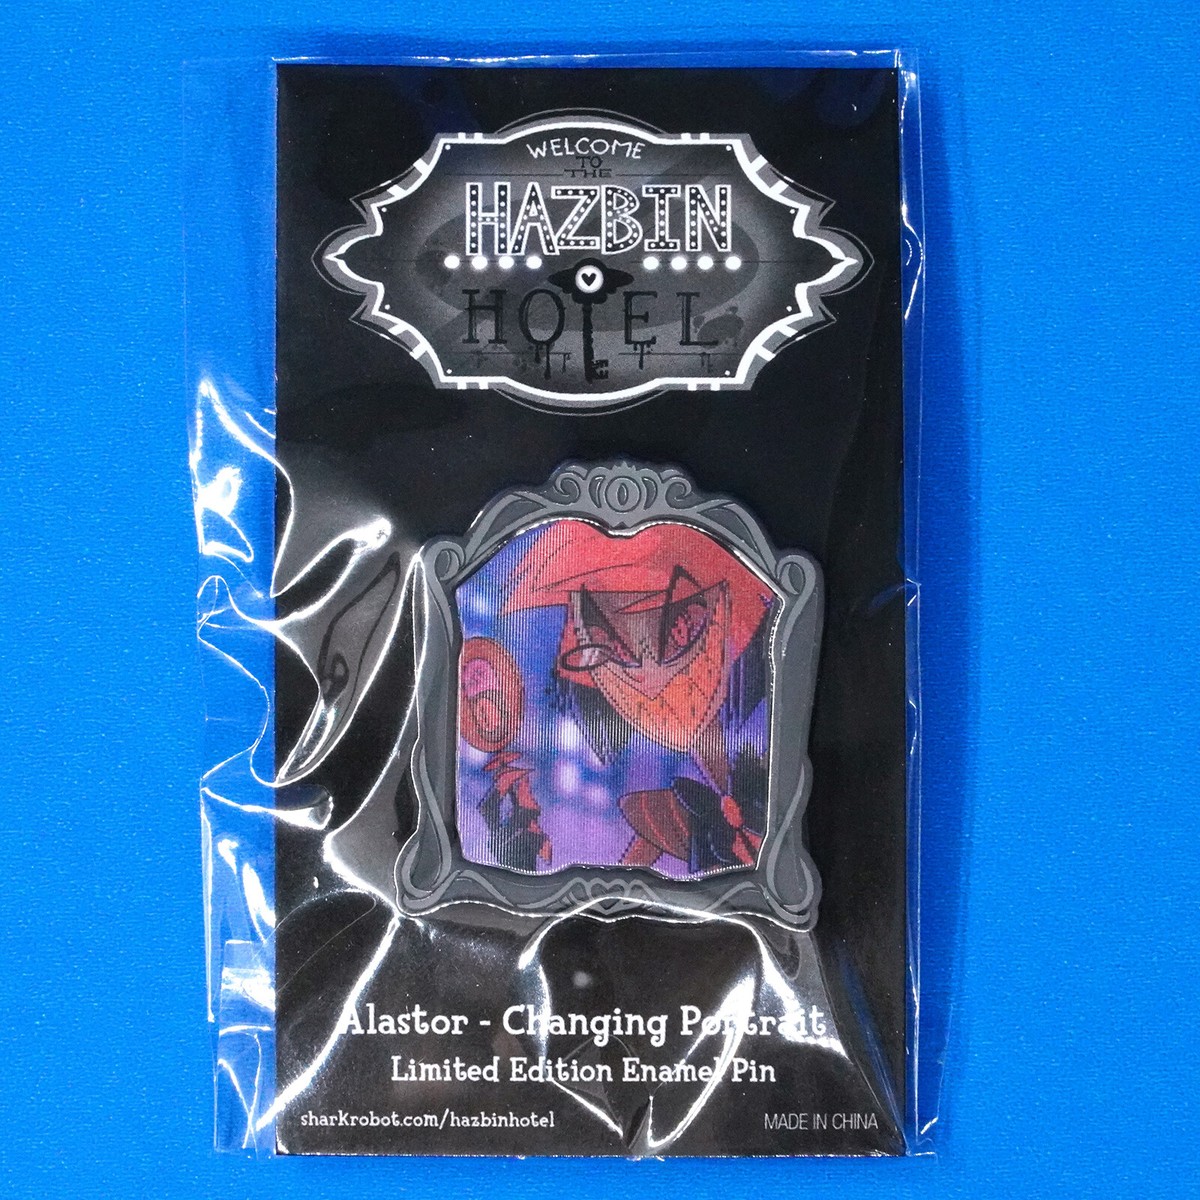 WELCOME
TO
THE
HAZBIN
HOTEL
Alastor - Changing Portrait
Limited Edition Enamel Pin
sharkrobot.com/hazbinhotel
MADE IN CHINA